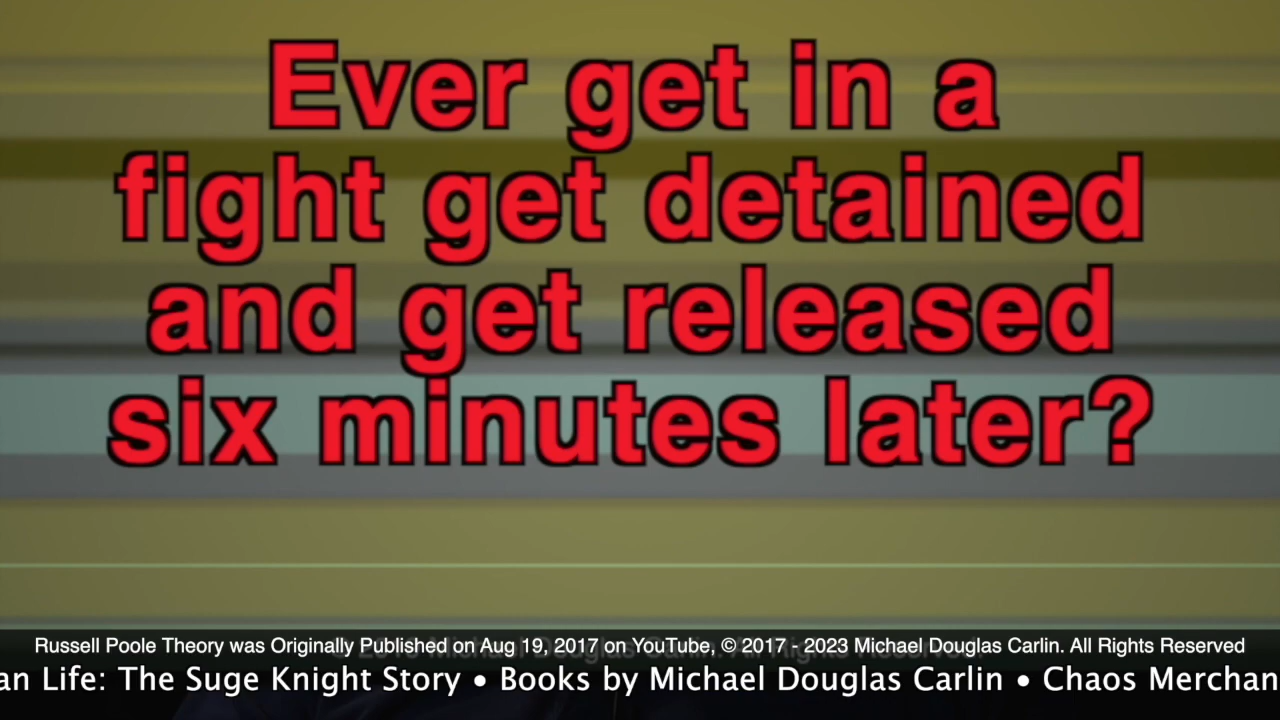 Ever get in a
fight get detained
and get released
six minutes later?
Russell Poole Theory was Originally Published on Aug 19, 2017 on YouTube, © 2017 - 2023 Michael Douglas Carlin. All Rights Reserved
an Life: The Suge Knight Story • Books by Michael Douglas Carlin • Chaos Merchan